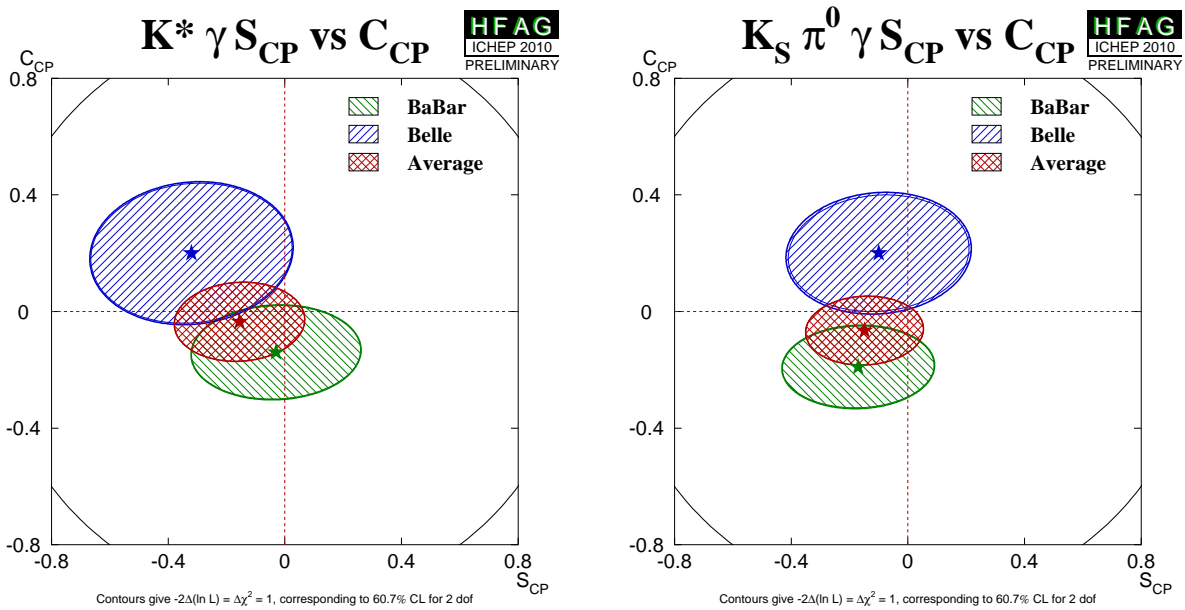 K* γ S_CP vs C_CP
HFAG
ICHEP 2010
PRELIMINARY
C_CP
0.8
BaBar
Belle
Average
0.4
0
-0.4
-0.8
-0.8 -0.4 0 0.4 0.8
S_CP
Contours give -2Δ(ln L) = Δχ² = 1, corresponding to 60.7% CL for 2 dof
K_S π⁰ γ S_CP vs C_CP
HFAG
ICHEP 2010
PRELIMINARY
C_CP
0.8
BaBar
Belle
Average
0.4
0
-0.4
-0.8
-0.8 -0.4 0 0.4 0.8
S_CP
Contours give -2Δ(ln L) = Δχ² = 1, corresponding to 60.7% CL for 2 dof